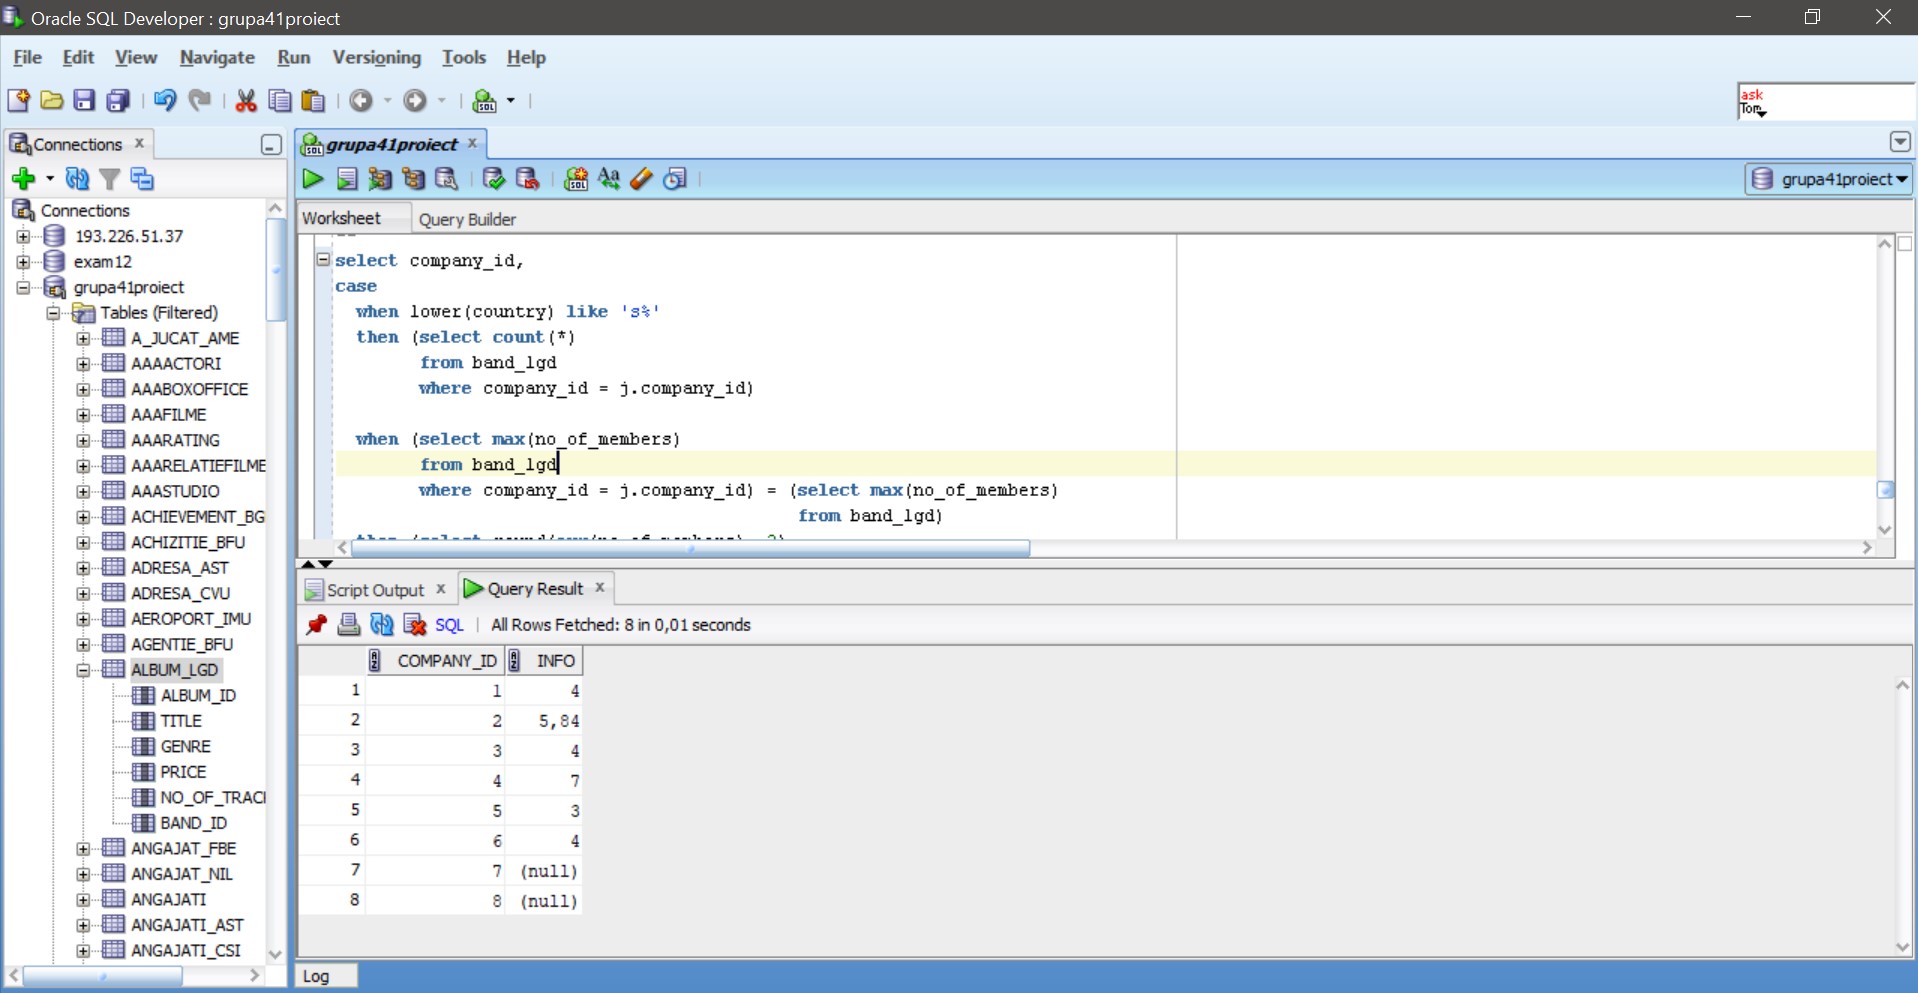 Oracle SQL Developer : grupa41proiect
File Edit View Navigate Run Versioning Tools Help
SQL
ask
Tom
Connections
grupa41proiect
grupa41proiect
Worksheet
Query Builder
Connections
193.226.51.37
exam12
grupa41proiect
Tables (Filtered)
A_JUCAT_AME
AAAACTORI
AAABOXOFFICE
AAAFILME
AAARATING
AAARELATIEFILME
AAASTUDIO
ACHIEVEMENT_BG
ACHIZITIE_BFU
ADRESA_AST
ADRESA_CVU
AEROPORT_IMU
AGENTIE_BFU
ALBUM_LGD
ALBUM_ID
TITLE
GENRE
PRICE
NO_OF_TRAC
BAND_ID
ANGAJAT_FBE
ANGAJAT_NIL
ANGAJATI
ANGAJATI_AST
ANGAJATI_CSI
select company_id,
case
when lower(country) like 's%'
then (select count(*)
from band_lgd
where company_id = j.company_id)
when (select max(no_of_members)
from band_lgd
where company_id = j.company_id) = (select max(no_of_members)
from band_lgd)
Script Output
Query Result
SQL | All Rows Fetched: 8 in 0,01 seconds
COMPANY_ID INFO
1 1 4
2 2 5,84
3 3 4
4 4 7
5 5 3
6 6 4
7 7 (null)
8 8 (null)
Log